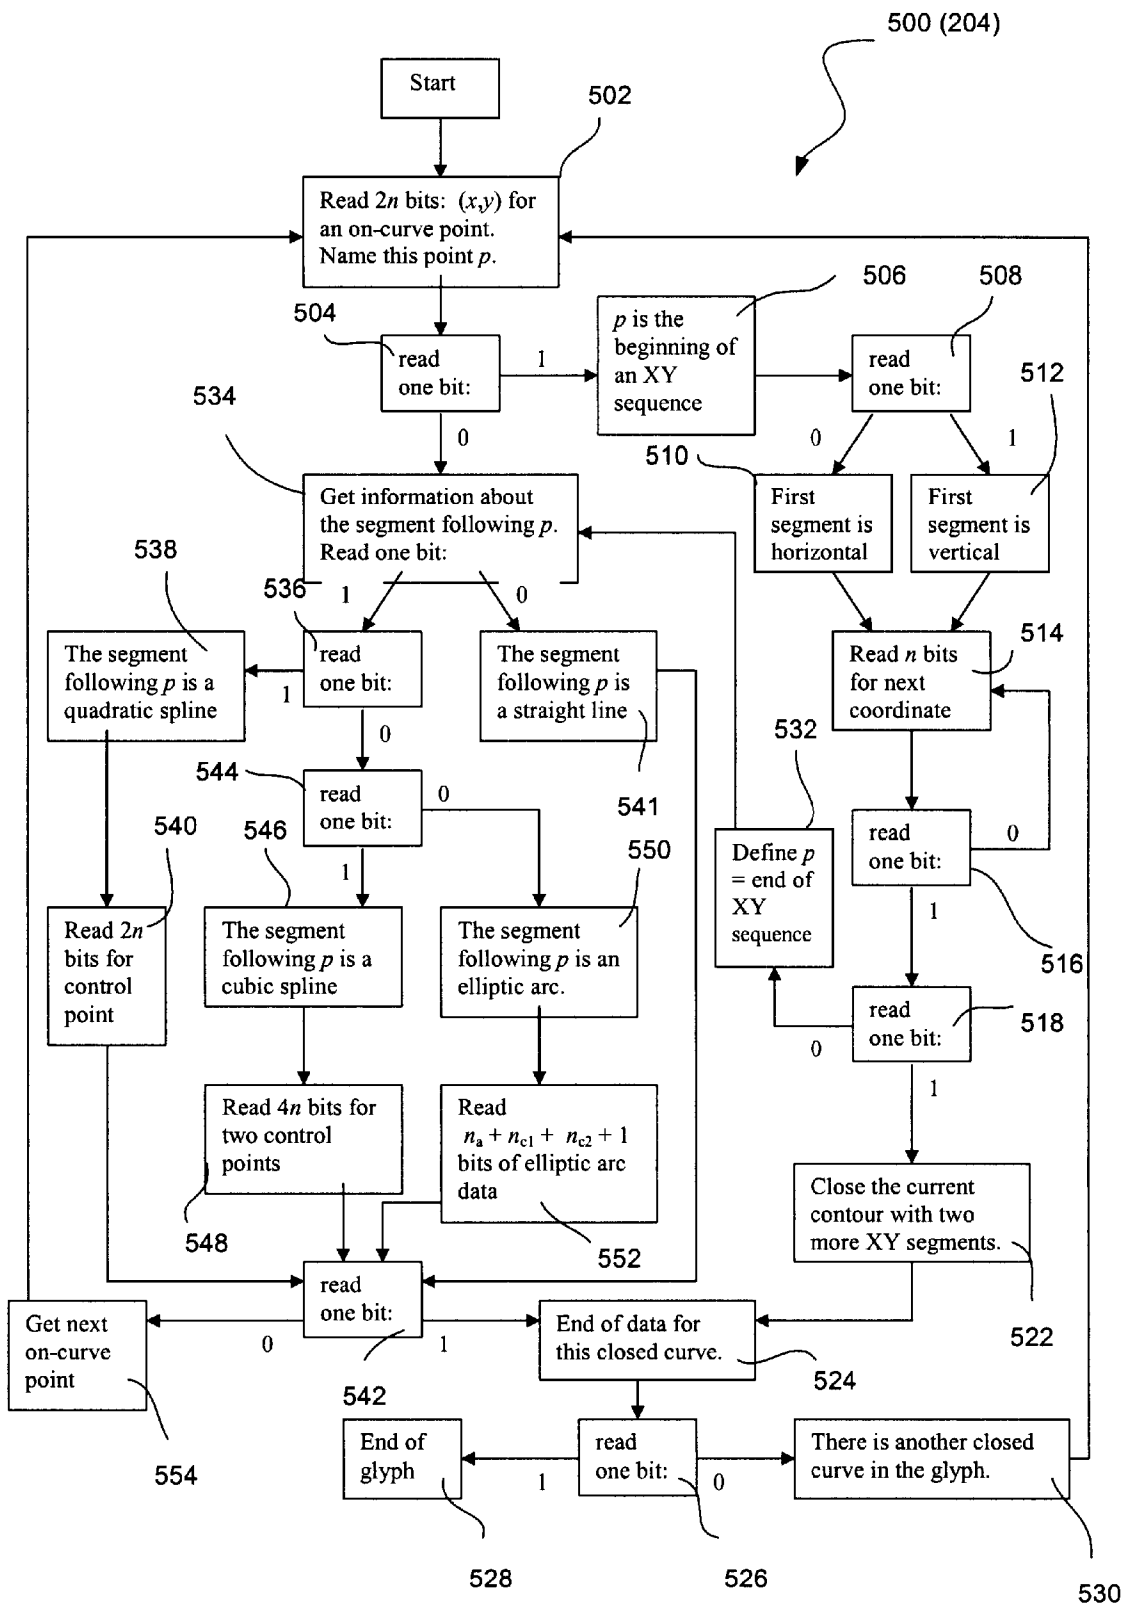 500 (204)
Start
502
Read 2n bits: (x,y) for
an on-curve point.
Name this point p.
504
read
one bit:
1
0
506
p is the
beginning of
an XY
sequence
508
read
one bit:
0
1
510
First
segment is
horizontal
512
First
segment is
vertical
534
Get information about
the segment following p.
Read one bit:
1
0
538
The segment
following p is a
quadratic spline
536
read
one bit:
1
0
The segment
following p is
a straight line
541
514
Read n bits
for next
coordinate
532
Define p
= end of
XY
sequence
544
read
one bit:
0
1
516
read
one bit:
0
1
540
Read 2n
bits for
control
point
546
The segment
following p is a
cubic spline
550
The segment
following p is an
elliptic arc.
518
read
one bit:
0
1
Read 4n bits for
two control
points
548
Read
na + nc1 + nc2 + 1
bits of elliptic arc
data
552
Close the current
contour with two
more XY segments.
522
read
one bit:
0
1
542
Get next
on-curve
point
554
End of data for
this closed curve.
524
End of
glyph
528
read
one bit:
1
0
526
There is another closed
curve in the glyph.
530